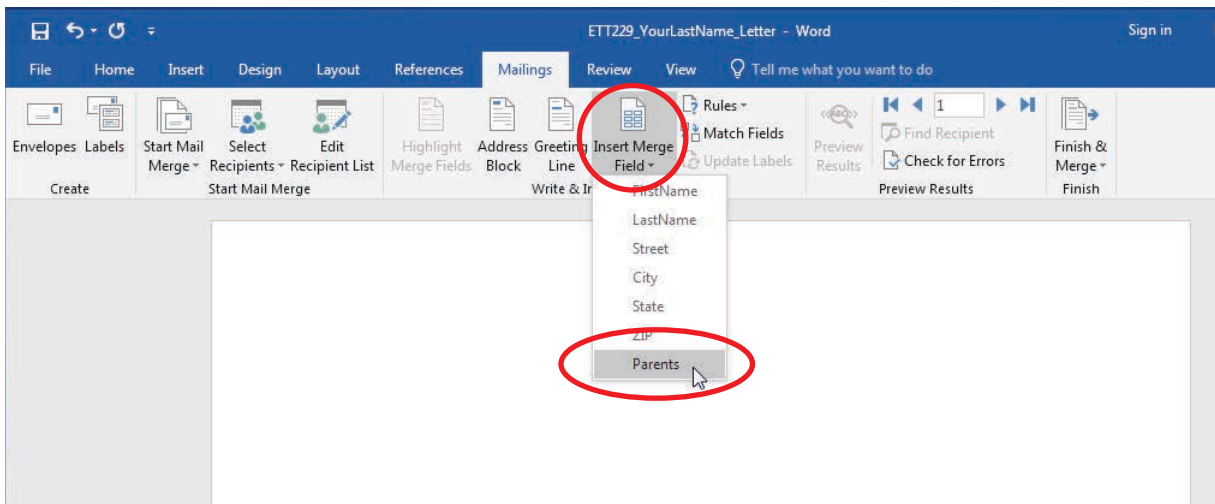 ETT229_YourLastName_Letter - Word Sign in
File Home Insert Design Layout References Mailings Review View Tell me what you want to do
Envelopes Labels Start Mail Merge Select Recipients Edit Recipient List Highlight Merge Fields Address Block Greeting Line Insert Merge Field Rules Match Fields Update Labels Preview Results 1 Find Recipient Check for Errors Finish & Merge
Create Start Mail Merge Write & Preview Results Finish
FirstName
LastName
Street
City
State
ZIP
Parents